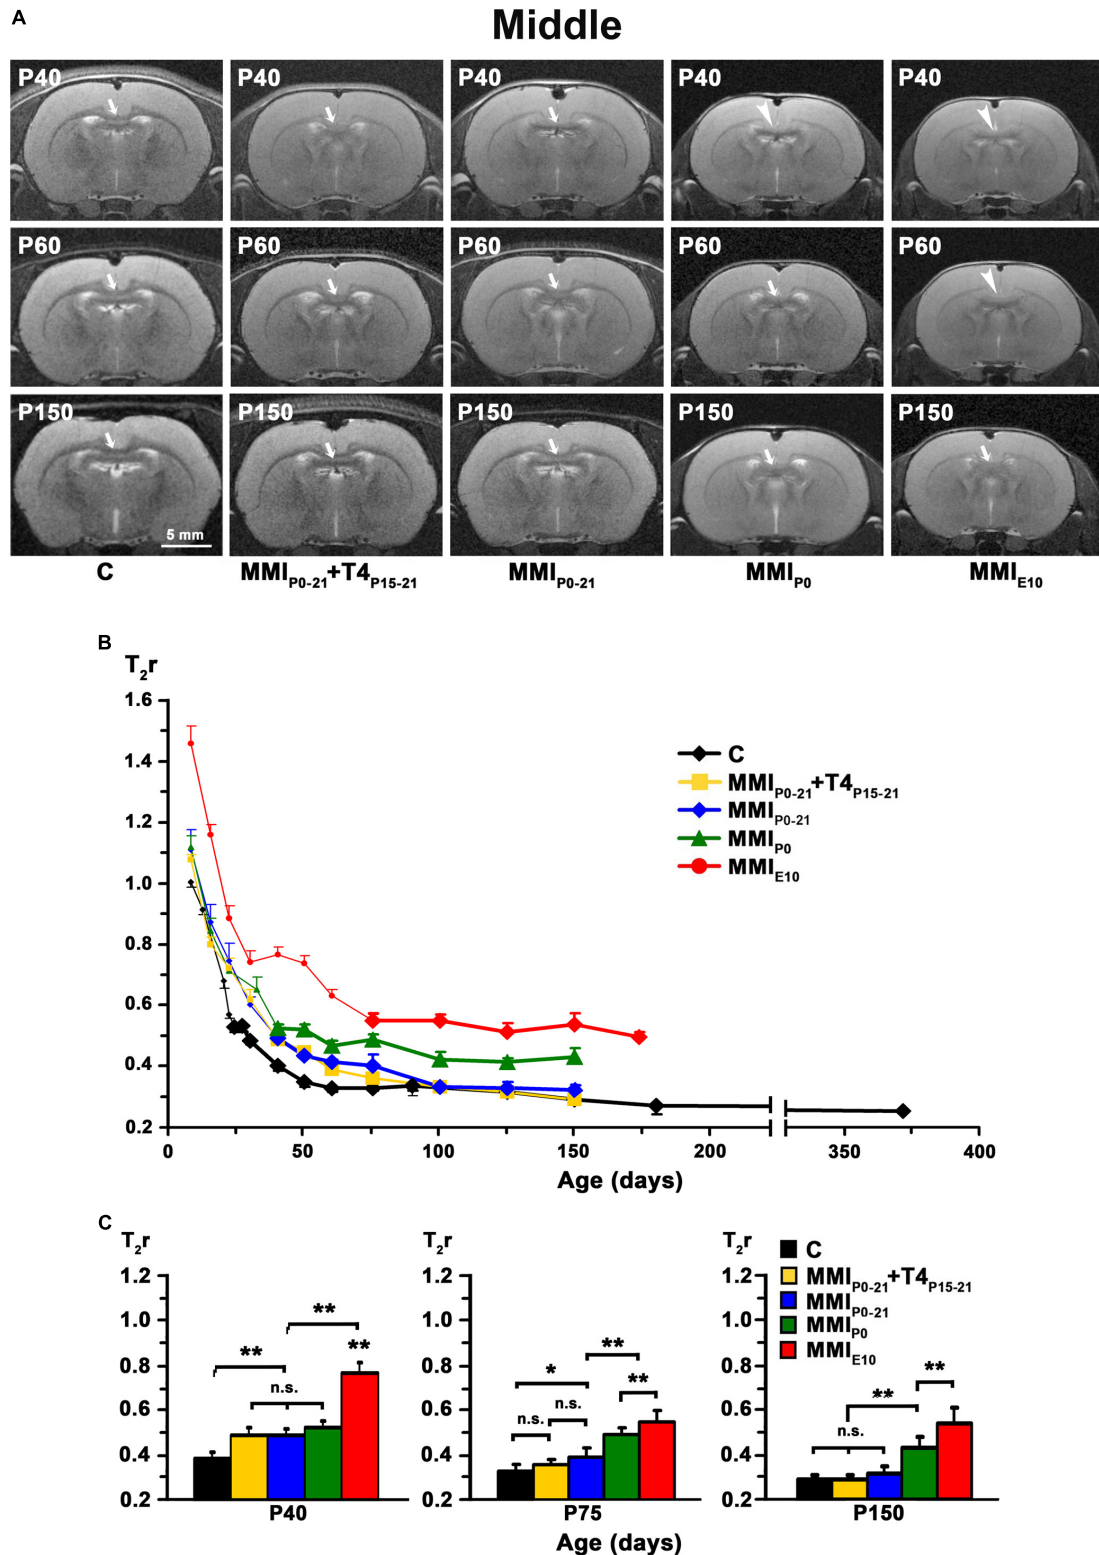 A
Middle
P40 P40 P40 P40 P40
P60 P60 P60 P60 P60
P150 P150 P150 P150 P150
5 mm
C MMIP0-21+T4P15-21 MMIP0-21 MMIP0 MMIE10
B
T2r
1.6
1.4
1.2
1.0
0.8
0.6
0.4
0.2
C
MMIP0-21+T4P15-21
MMIP0-21
MMIP0
MMIE10
0 50 100 150 200 350 400
Age (days)
C
T2r T2r T2r
C
MMIP0-21+T4P15-21
MMIP0-21
MMIP0
MMIE10
1.2 1.2 1.2
1.0 1.0 1.0
0.8 0.8 0.8
0.6 0.6 0.6
0.4 0.4 0.4
0.2 0.2 0.2
** ** ** n.s.
* ** ** n.s. n.s.
** ** n.s.
P40 P75 P150
Age (days)